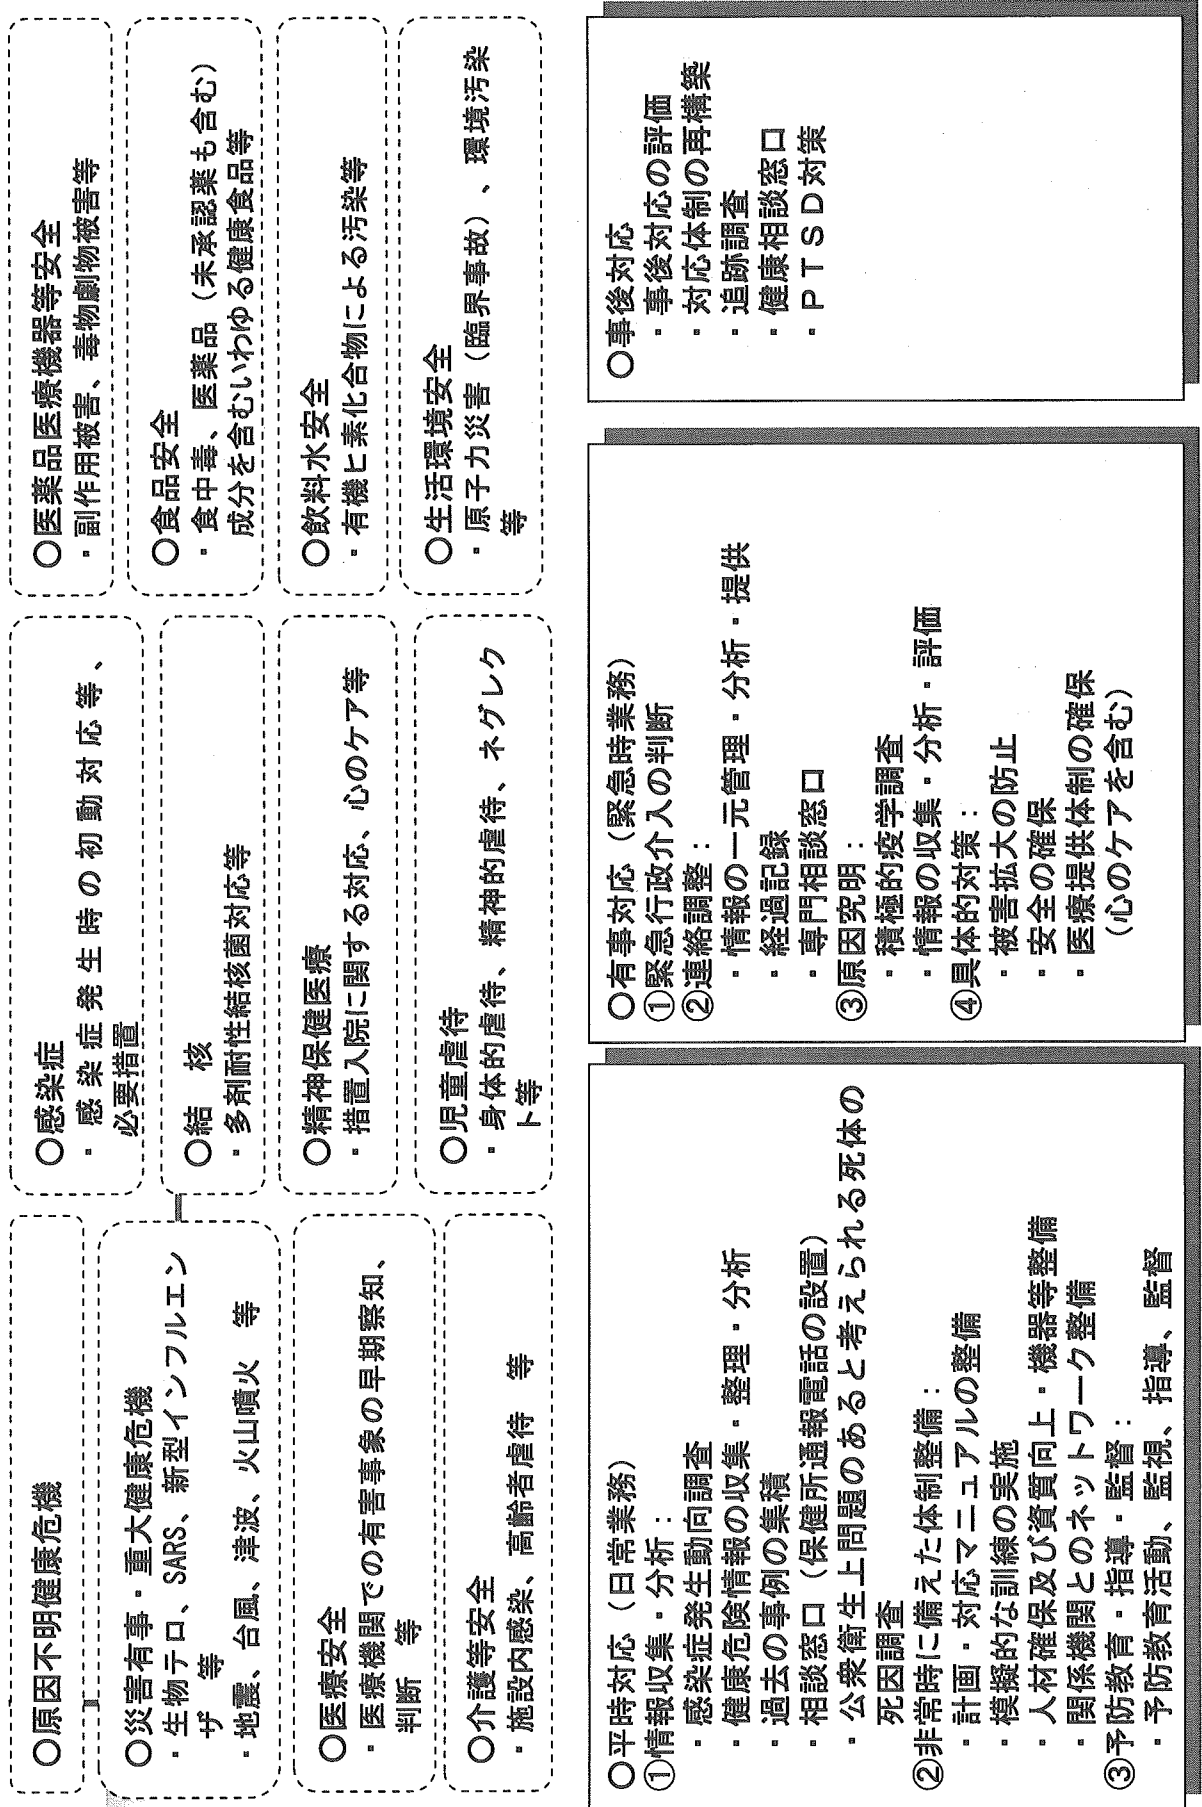 〇原因不明健康危機
〇災害有事・重大健康危機
・生物テロ、SARS、新型インフルエン
ザ 等
・地震、台風、津波、火山噴火 等
〇医療安全
・医療機関での有害事象の早期察知、
判断 等
〇介護等安全
・施設内感染、高齢者虐待 等
〇感染症
・感染症発生時の初動対応等、
必要措置
〇結 核
・多剤耐性結核菌対応等
〇精神保健医療
・措置入院に関する対応、心のケア等
〇児童虐待
・身体的虐待、精神的虐待、ネグレク
ト等
〇医薬品医療機器等安全
・副作用被害、毒物劇物被害等
〇食品安全
・食中毒、医薬品（未承認薬も含む）
成分を含むいわゆる健康食品等
〇飲料水安全
・有機ヒ素化合物による汚染等
〇生活環境安全
・原子力災害（臨界事故）、環境汚染
等
〇平時対応（日常業務）
①情報収集・分析：
・感染症発生動向調査
・健康危険情報の収集・整理・分析
・過去の事例の集積
・相談窓口（保健所通報電話の設置）
・公衆衛生上問題のあると考えられる死体の
死因調査
②非常時に備えた体制整備：
・計画・対応マニュアルの整備
・模擬的な訓練の実施
・人材確保及び資質向上・機器等整備
・関係機関とのネットワーク整備
③予防教育・指導・監督：
・予防教育活動、監視、指導、監督
〇有事対応（緊急時業務）
①緊急行政介入の判断
②連絡調整：
・情報の一元管理・分析・提供
・経過記録
・専門相談窓口
③原因究明：
・積極的疫学調査
・情報の収集・分析・評価
④具体的対策：
・被害拡大の防止
・安全の確保
・医療提供体制の確保
（心のケアを含む）
〇事後対応
・事後対応の評価
・対応体制の再構築
・追跡調査
・健康相談窓口
・ＰＴＳＤ対策